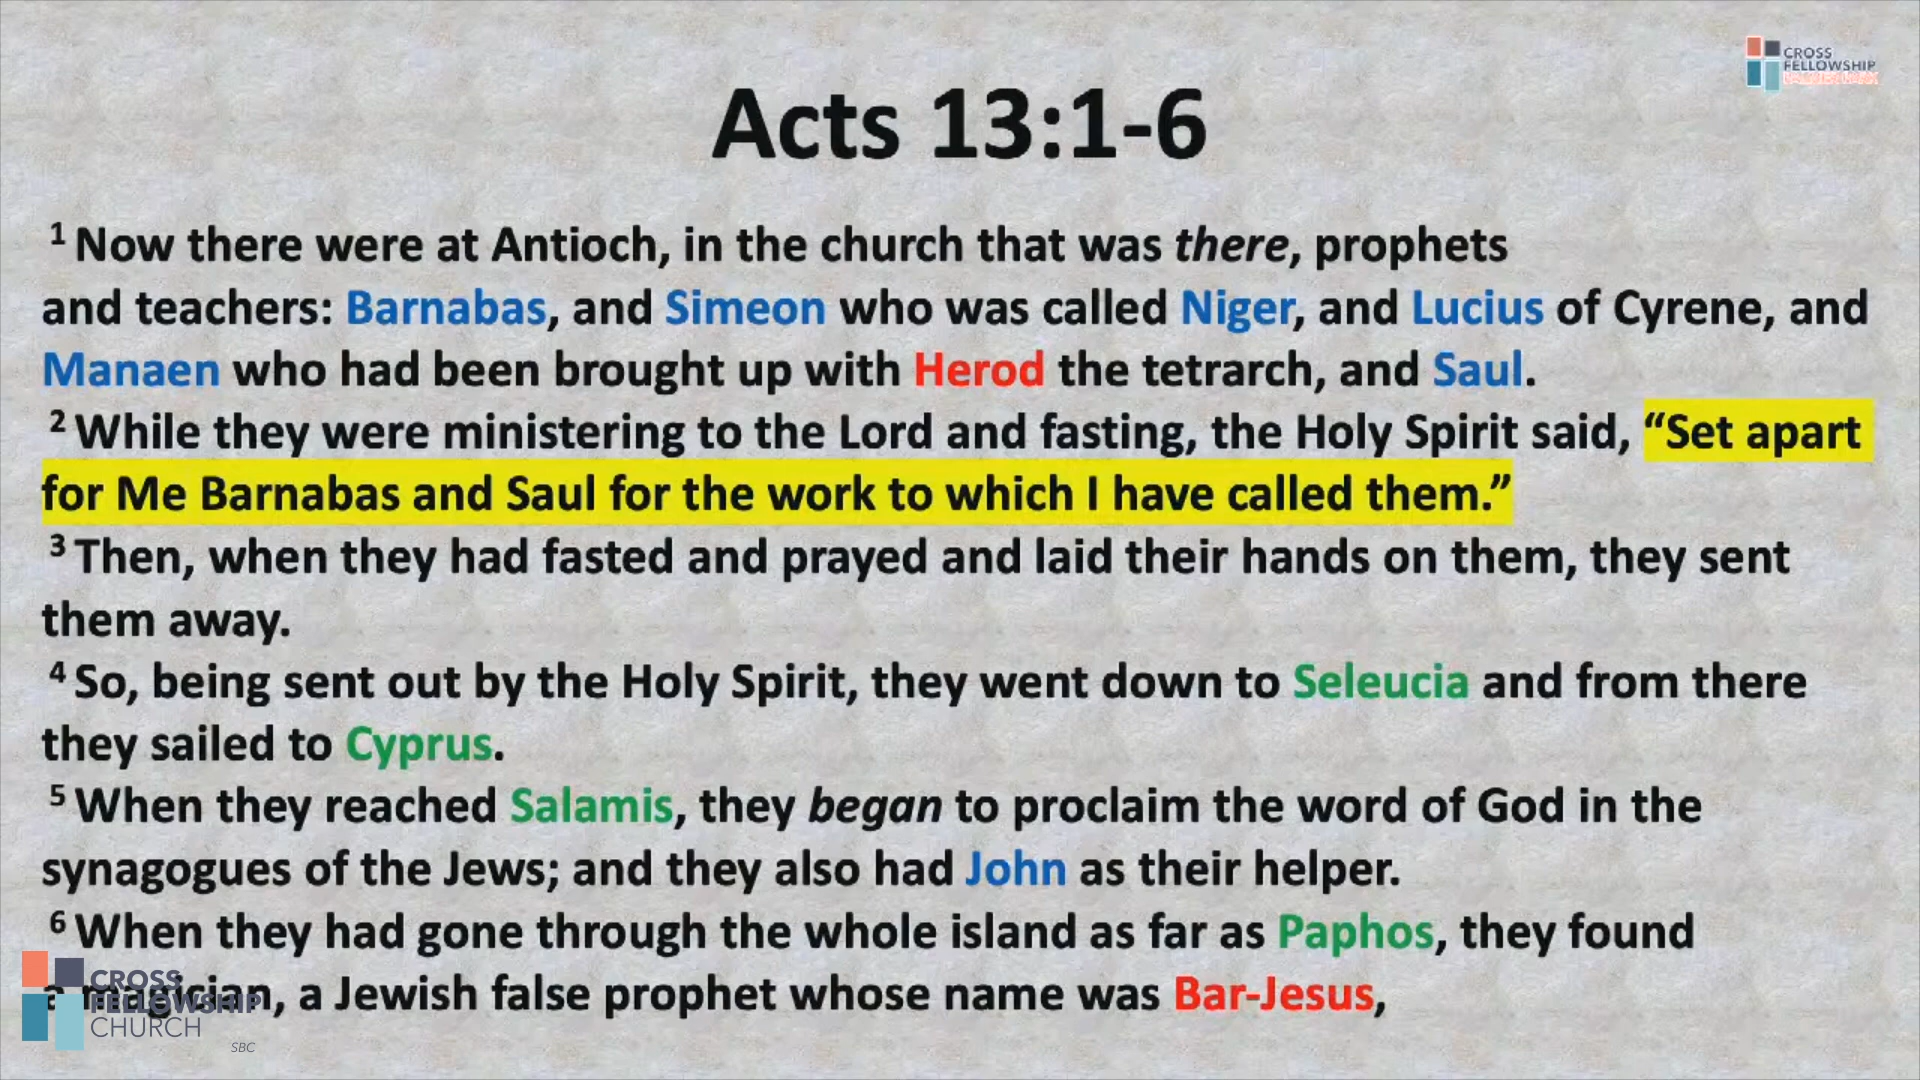 CROSS
FELLOWSHIP
Acts 13:1-6
1 Now there were at Antioch, in the church that was there, prophets
and teachers: Barnabas, and Simeon who was called Niger, and Lucius of Cyrene, and
Manaen who had been brought up with Herod the tetrarch, and Saul.
2 While they were ministering to the Lord and fasting, the Holy Spirit said, “Set apart
for Me Barnabas and Saul for the work to which I have called them.”
3 Then, when they had fasted and prayed and laid their hands on them, they sent
them away.
4 So, being sent out by the Holy Spirit, they went down to Seleucia and from there
they sailed to Cyprus.
5 When they reached Salamis, they began to proclaim the word of God in the
synagogues of the Jews; and they also had John as their helper.
6 When they had gone through the whole island as far as Paphos, they found
a magician, a Jewish false prophet whose name was Bar-Jesus,
CROSS
FELLOWSHIP
CHURCH
SBC